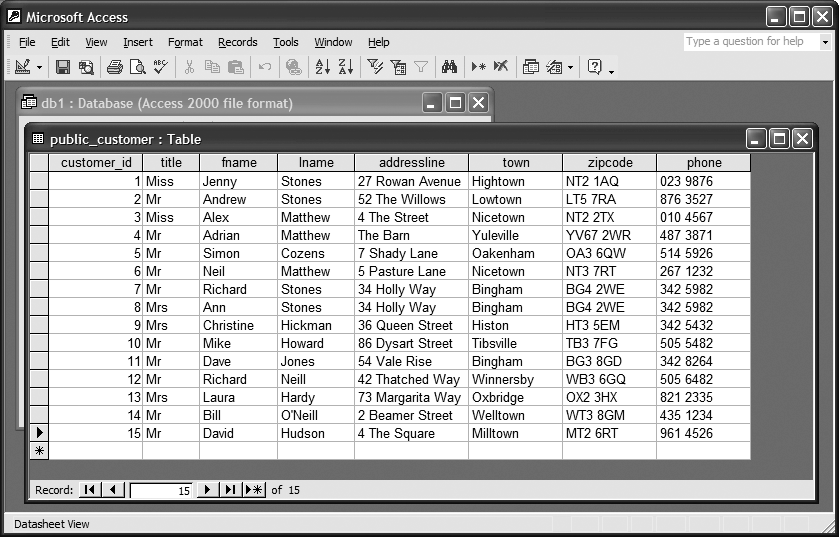 Microsoft Access
File Edit View Insert Format Records Tools Window Help Type a question for help
db1 : Database (Access 2000 file format)
public_customer : Table
customer_id title fname lname addressline town zipcode phone
1 Miss Jenny Stones 27 Rowan Avenue Hightown NT2 1AQ 023 9876
2 Mr Andrew Stones 52 The Willows Lowtown LT5 7RA 876 3527
3 Miss Alex Matthew 4 The Street Nicetown NT2 2TX 010 4567
4 Mr Adrian Matthew The Barn Yuleville YV67 2WR 487 3871
5 Mr Simon Cozens 7 Shady Lane Oakenham OA3 6QW 514 5926
6 Mr Neil Matthew 5 Pasture Lane Nicetown NT3 7RT 267 1232
7 Mr Richard Stones 34 Holly Way Bingham BG4 2WE 342 5982
8 Mrs Ann Stones 34 Holly Way Bingham BG4 2WE 342 5982
9 Mrs Christine Hickman 36 Queen Street Histon HT3 5EM 342 5432
10 Mr Mike Howard 86 Dysart Street Tibsville TB3 7FG 505 5482
11 Mr Dave Jones 54 Vale Rise Bingham BG3 8GD 342 8264
12 Mr Richard Neill 42 Thatched Way Winnersby WB3 6GQ 505 6482
13 Mrs Laura Hardy 73 Margarita Way Oxbridge OX2 3HX 821 2335
14 Mr Bill O'Neill 2 Beamer Street Welltown WT3 8GM 435 1234
15 Mr David Hudson 4 The Square Milltown MT2 6RT 961 4526
Record: 15 of 15
Datasheet View